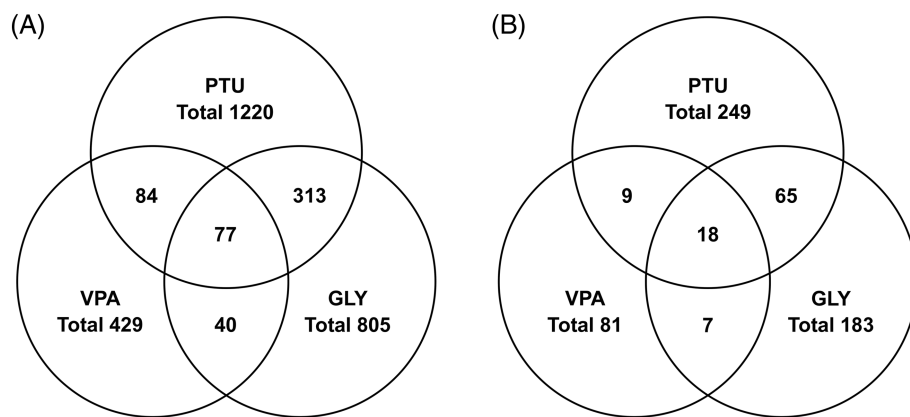 (A)
PTU
Total 1220
84
313
77
VPA
Total 429
40
GLY
Total 805
(B)
PTU
Total 249
9
65
18
VPA
Total 81
7
GLY
Total 183